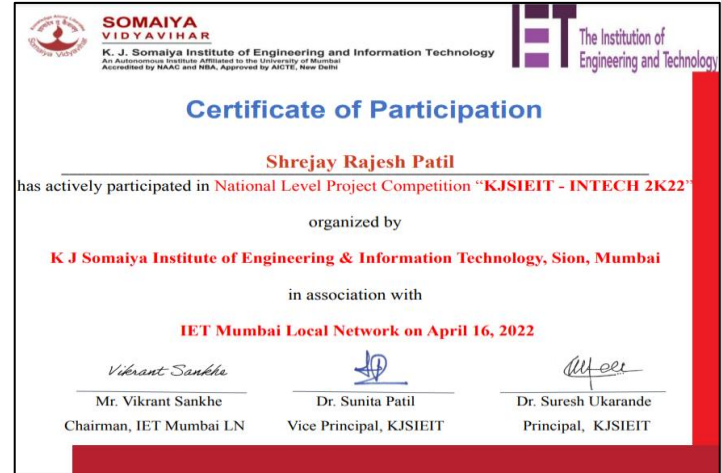 SOMAIYA
VIDYAVIHAR
K. J. Somaiya Institute of Engineering and Information Technology
An Autonomous Institute Affiliated to the University of Mumbai
Accredited by NAAC and NBA, Approved by AICTE, New Delhi
Somaiya Vidyavihar
IET
The Institution of
Engineering and Technology
Certificate of Participation
Shrejay Rajesh Patil
has actively participated in National Level Project Competition “KJSIEIT - INTECH 2K22”
organized by
K J Somaiya Institute of Engineering & Information Technology, Sion, Mumbai
in association with
IET Mumbai Local Network on April 16, 2022
Vikrant Sankhe
Mr. Vikrant Sankhe
Dr. Sunita Patil
Dr. Suresh Ukarande
Chairman, IET Mumbai LN
Vice Principal, KJSIEIT
Principal, KJSIEIT